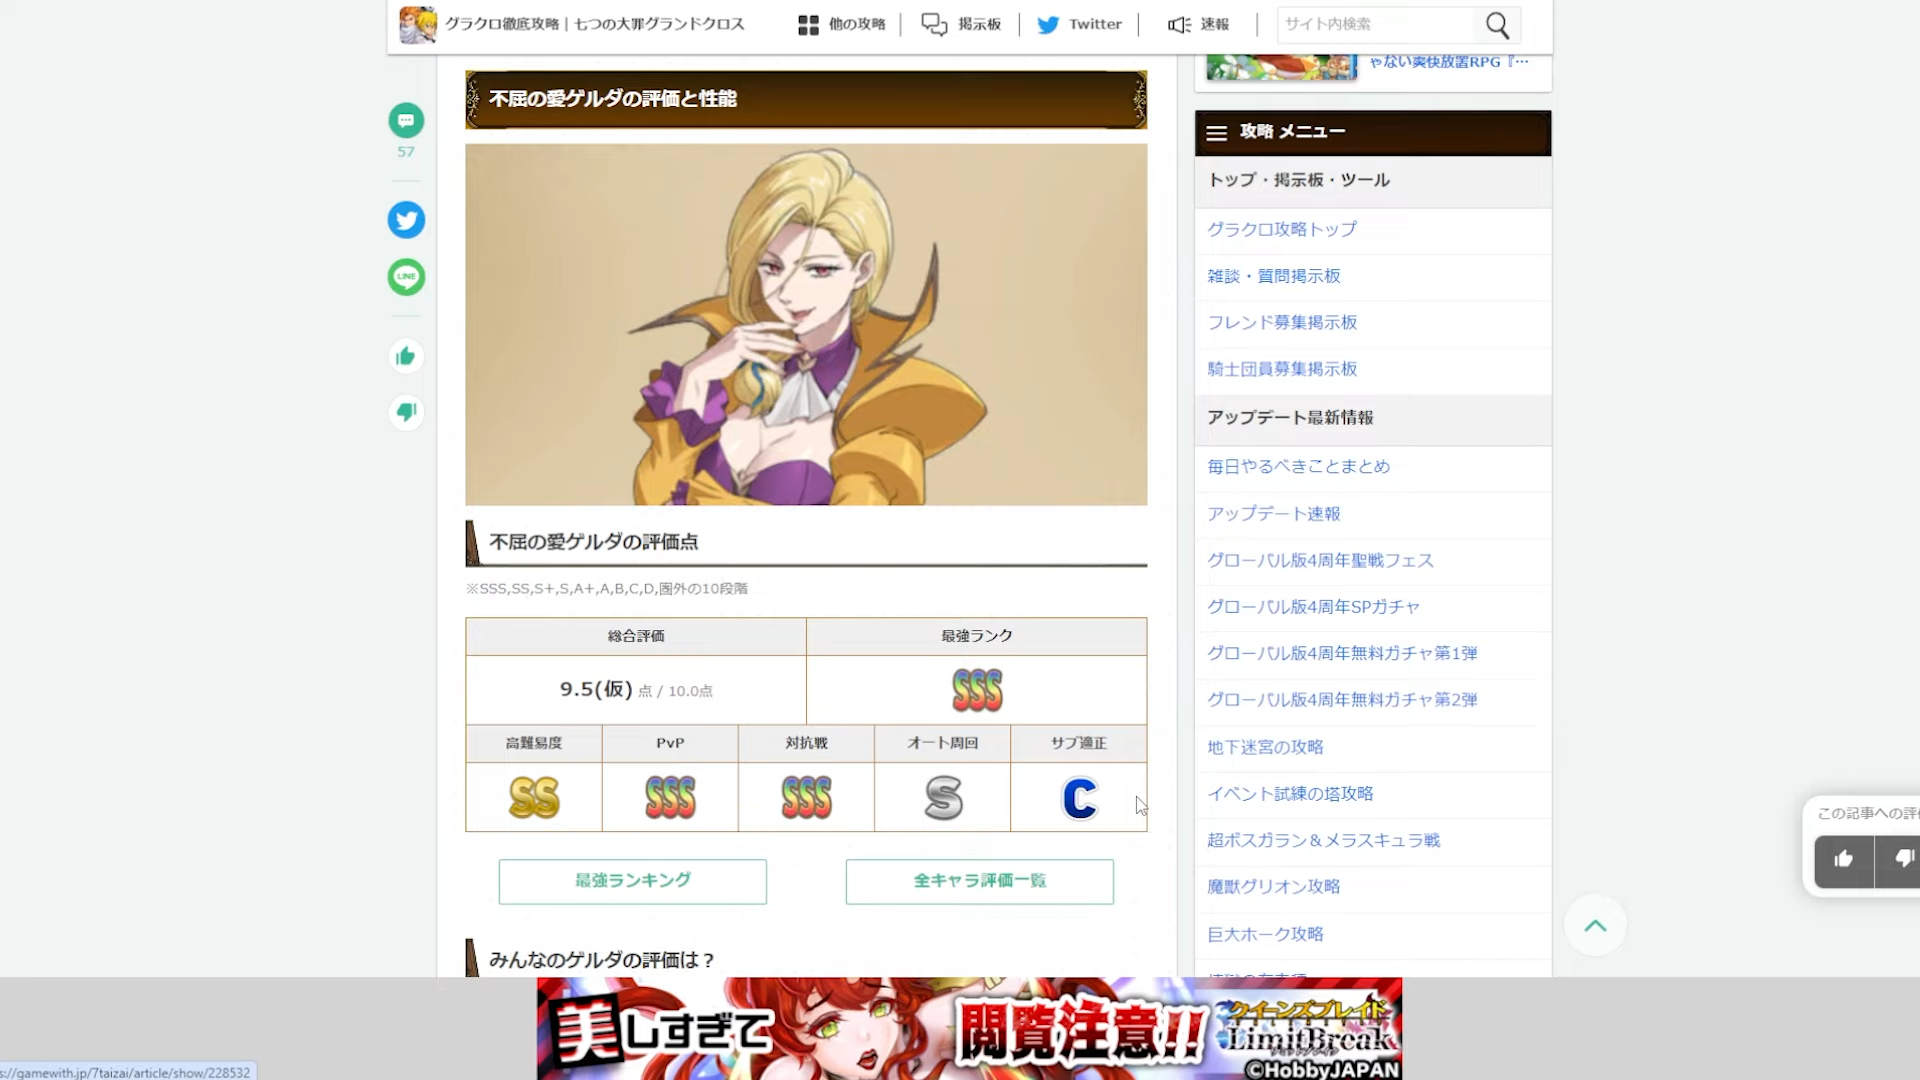 グラクロ徹底攻略｜七つの大罪グランドクロス
他の攻略
掲示板
Twitter
速報
サイト内検索
ゃない爽快放置RPG『…
不屈の愛ゲルダの評価と性能
57
LINE
不屈の愛ゲルダの評価点
※SSS,SS,S+,S,A+,A,B,C,D,圏外の10段階
総合評価
最強ランク
9.5(仮) 点 / 10.0点
SSS
高難易度
PvP
対抗戦
オート周回
サブ適正
SS
SSS
SSS
S
C
最強ランキング
全キャラ評価一覧
みんなのゲルダの評価は？
攻略 メニュー
トップ・掲示板・ツール
グラクロ攻略トップ
雑談・質問掲示板
フレンド募集掲示板
騎士団員募集掲示板
アップデート最新情報
毎日やるべきことまとめ
アップデート速報
グローバル版4周年聖戦フェス
グローバル版4周年SPガチャ
グローバル版4周年無料ガチャ第1弾
グローバル版4周年無料ガチャ第2弾
地下迷宮の攻略
イベント試練の塔攻略
超ボスガラン＆メラスキュラ戦
魔獣グリオン攻略
巨大ホーク攻略
この記事への評価
美しすぎて
閲覧注意!!
クイーンズブレイド
LimitBreak
©HobbyJAPAN
s://gamewith.jp/7taizai/article/show/228532